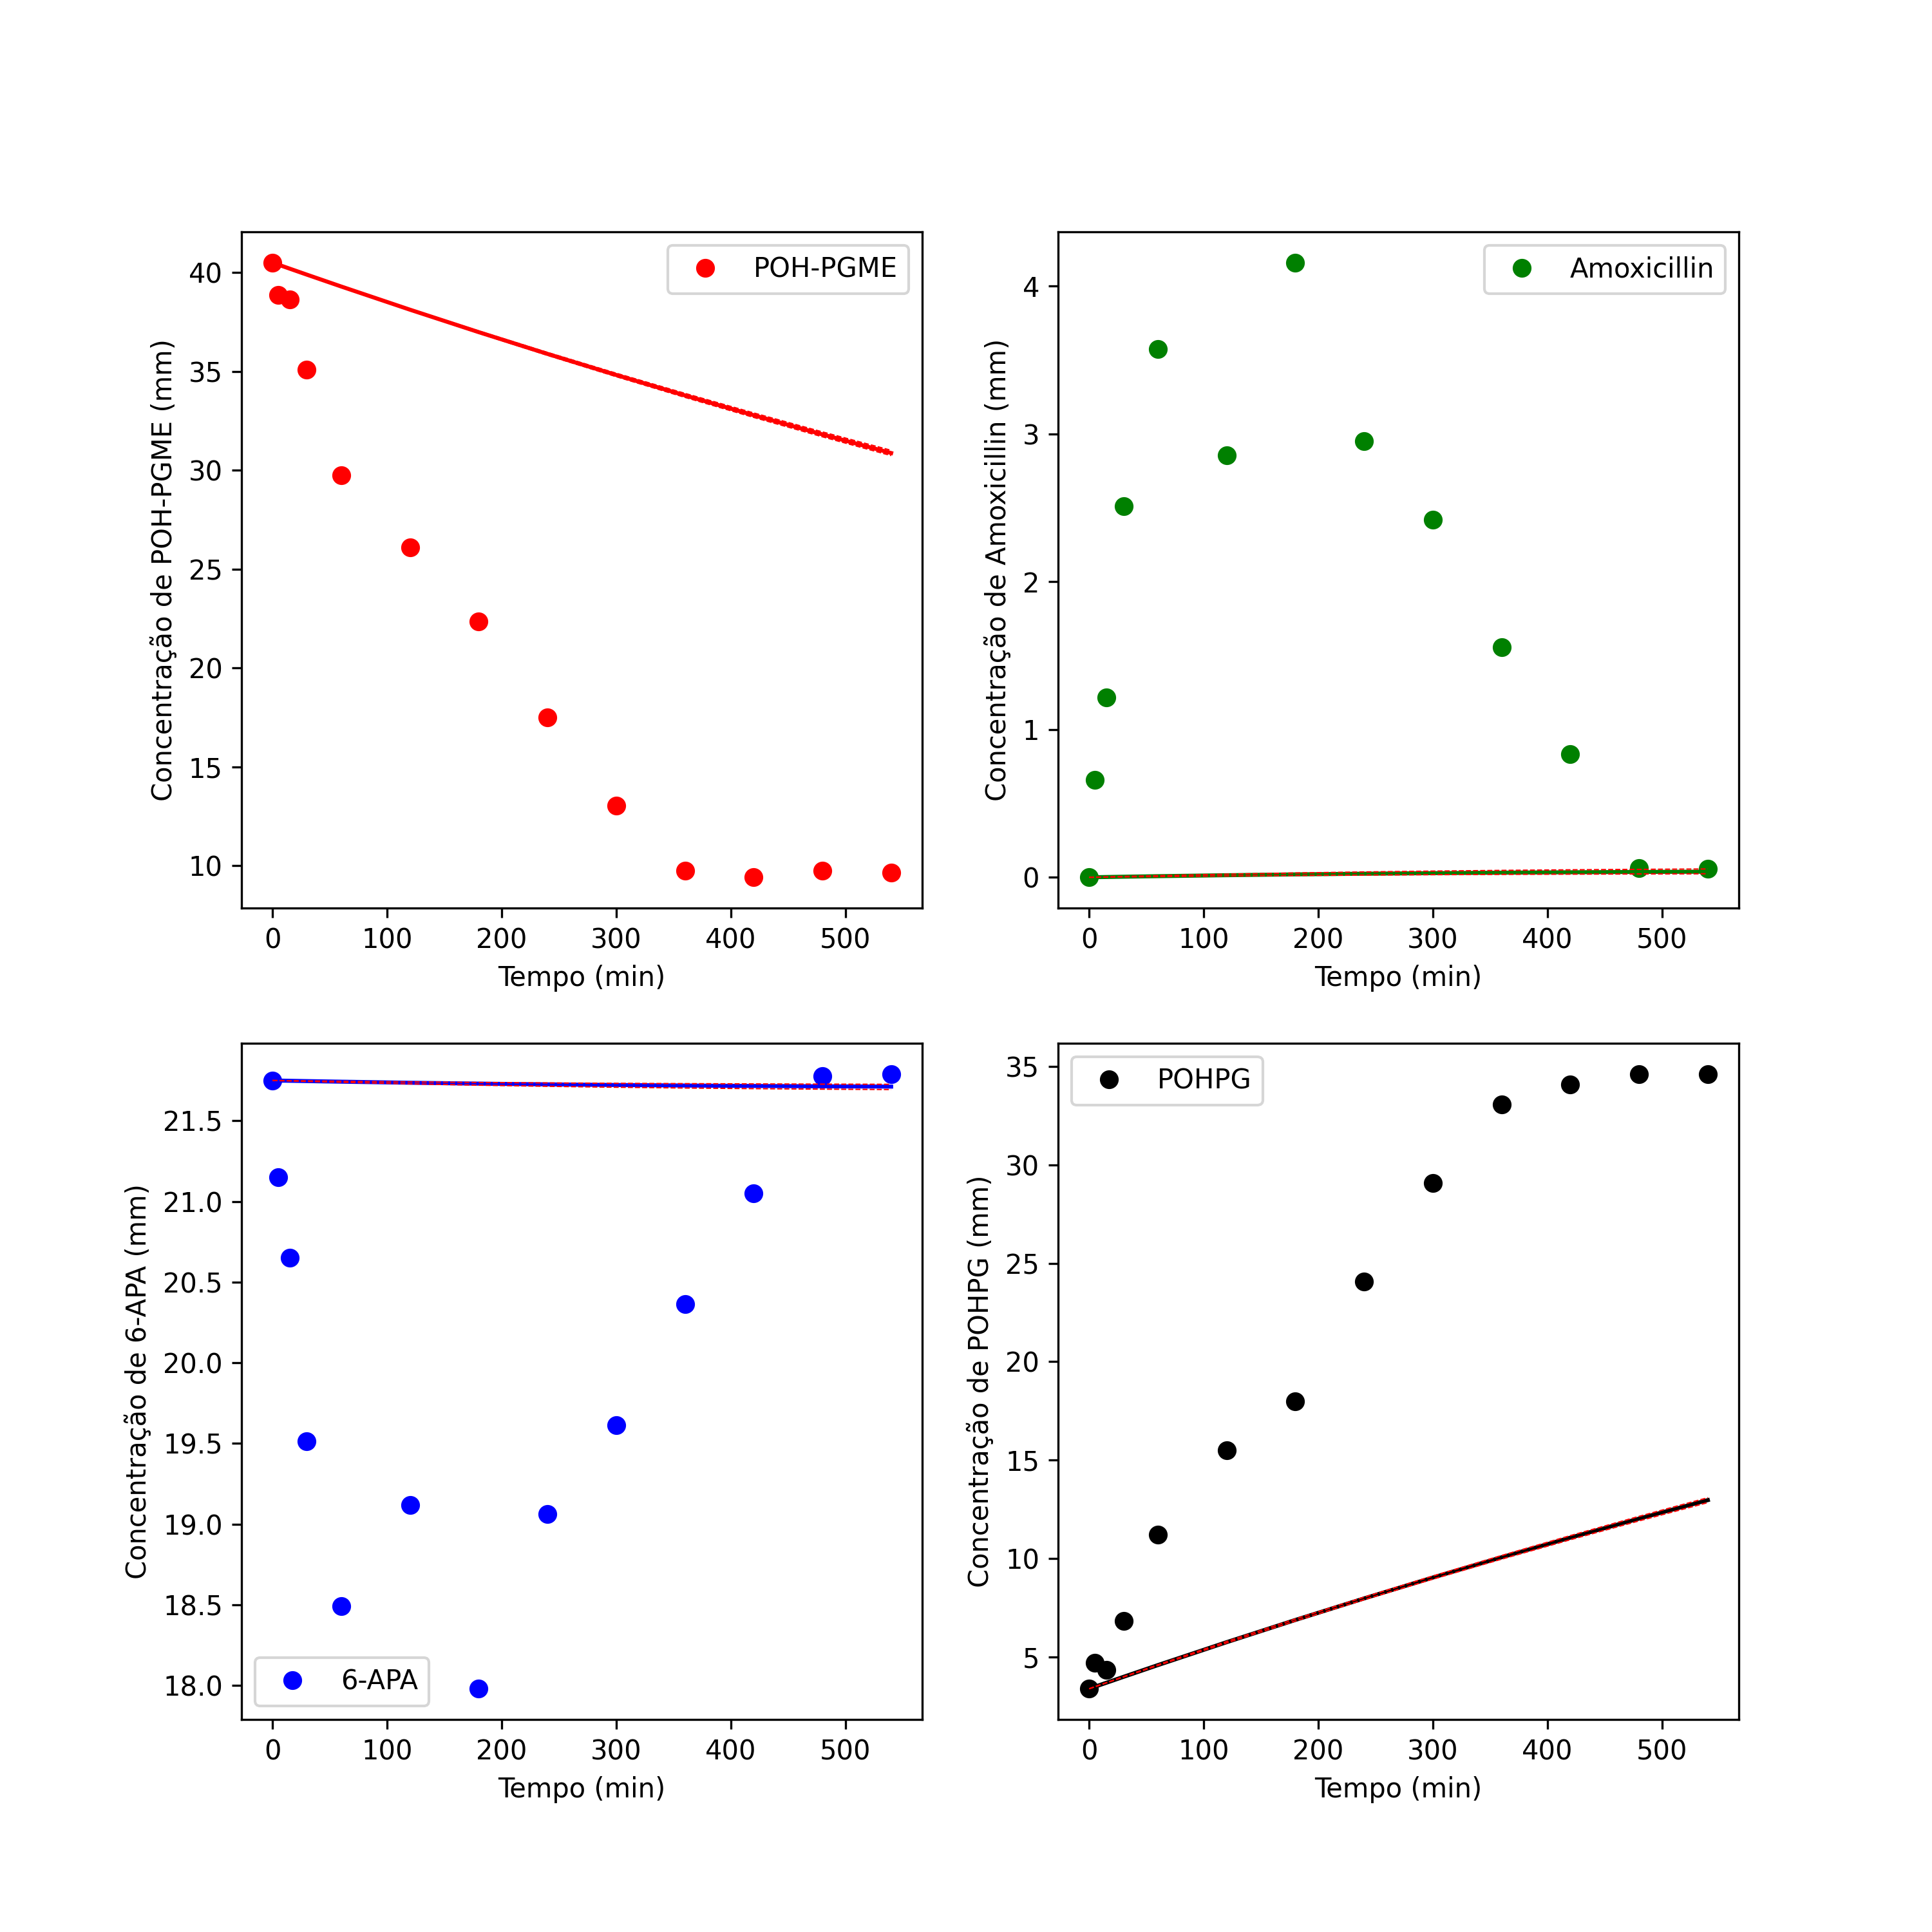 POH-PGME
40
35
30
25
20
15
10
Concentração de POH-PGME (mm)
0 100 200 300 400 500
Tempo (min)
Amoxicillin
4
3
2
1
0
Concentração de Amoxicillin (mm)
0 100 200 300 400 500
Tempo (min)
21.5
21.0
20.5
20.0
19.5
19.0
18.5
18.0
Concentração de 6-APA (mm)
6-APA
0 100 200 300 400 500
Tempo (min)
POHPG
35
30
25
20
15
10
5
Concentração de POHPG (mm)
0 100 200 300 400 500
Tempo (min)